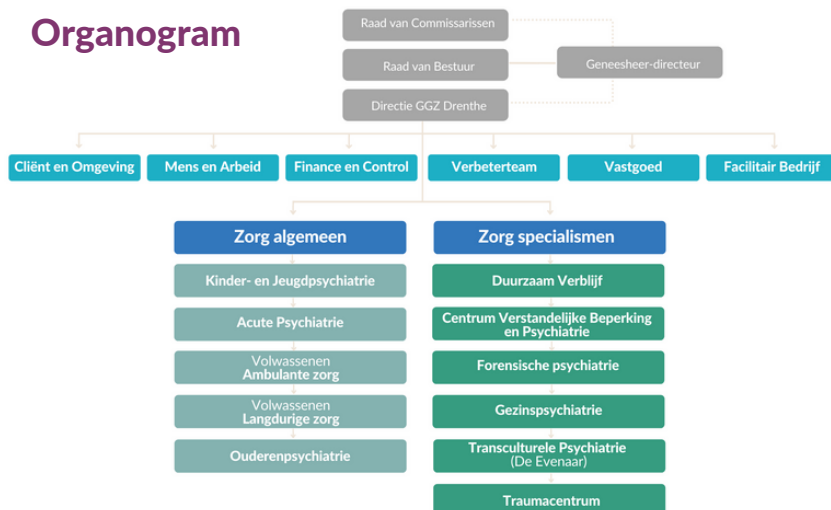 Organogram
Raad van Commissarissen
Raad van Bestuur
Geneesheer-directeur
Directie GGZ Drenthe
Cliënt en Omgeving
Mens en Arbeid
Finance en Control
Verbeterteam
Vastgoed
Facilitair Bedrijf
Zorg algemeen
Kinder- en Jeugdpsychiatrie
Acute Psychiatrie
Volwassenen
Ambulante zorg
Volwassenen
Langdurige zorg
Ouderenpsychiatrie
Zorg specialismen
Duurzaam Verblijf
Centrum Verstandelijke Beperking
en Psychiatrie
Forensische psychiatrie
Gezinspsychiatrie
Transculturele Psychiatrie
(De Evenaar)
Traumacentrum